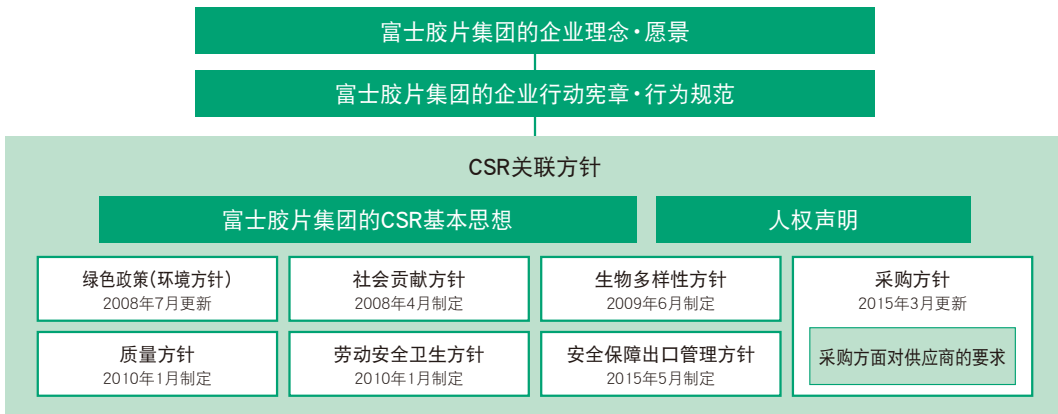 富士胶片集团的企业理念·愿景
富士胶片集团的企业行动宪章·行为规范
CSR关联方针
富士胶片集团的CSR基本思想
人权声明
绿色政策(环境方针)
2008年7月更新
社会贡献方针
2008年4月制定
生物多样性方针
2009年6月制定
采购方针
2015年3月更新
采购方面对供应商的要求
质量方针
2010年1月制定
劳动安全卫生方针
2010年1月制定
安全保障出口管理方针
2015年5月制定